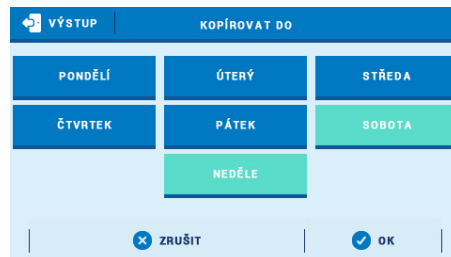 VÝSTUP KOPÍROVAT DO
PONDĚLÍ ÚTERÝ STŘEDA
ČTVRTEK PÁTEK SOBOTA
NEDĚLE
ZRUŠIT OK